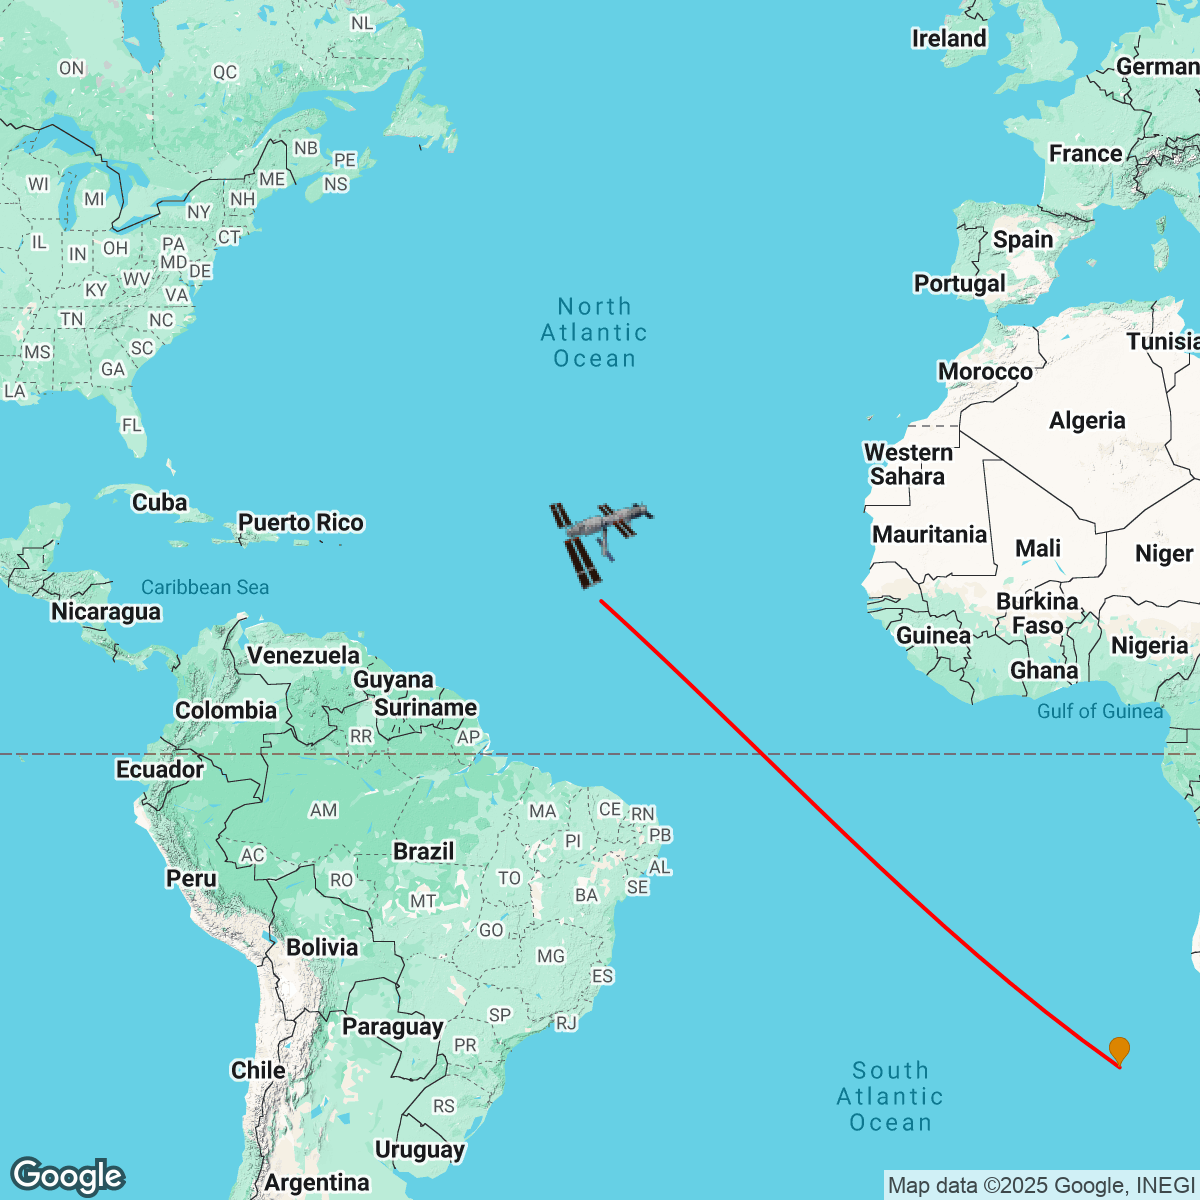 NL
Ireland
ON
QC
German
NB
PE
France
WI
MI
ME
NS
NH
NY
IL
IN
OH
PA
CT
Spain
MD
DE
WV
KY
VA
Portugal
North
Atlantic
Ocean
TN
NC
MS
SC
Tunisia
GA
Morocco
LA
FL
Algeria
Western
Sahara
Cuba
Puerto Rico
Mauritania
Mali
Niger
Caribbean Sea
Nicaragua
Burkina
Faso
Guinea
Nigeria
Venezuela
Ghana
Guyana
Colombia
Suriname
Gulf of Guinea
RR
AP
Ecuador
AM
MA
CE
RN
PB
PI
Brazil
AC
AL
Peru
RO
TO
SE
MT
BA
GO
Bolivia
MG
ES
SP
RJ
Paraguay
PR
Chile
South
Atlantic
Ocean
RS
Uruguay
Google
Argentina
Map data ©2025 Google, INEGI